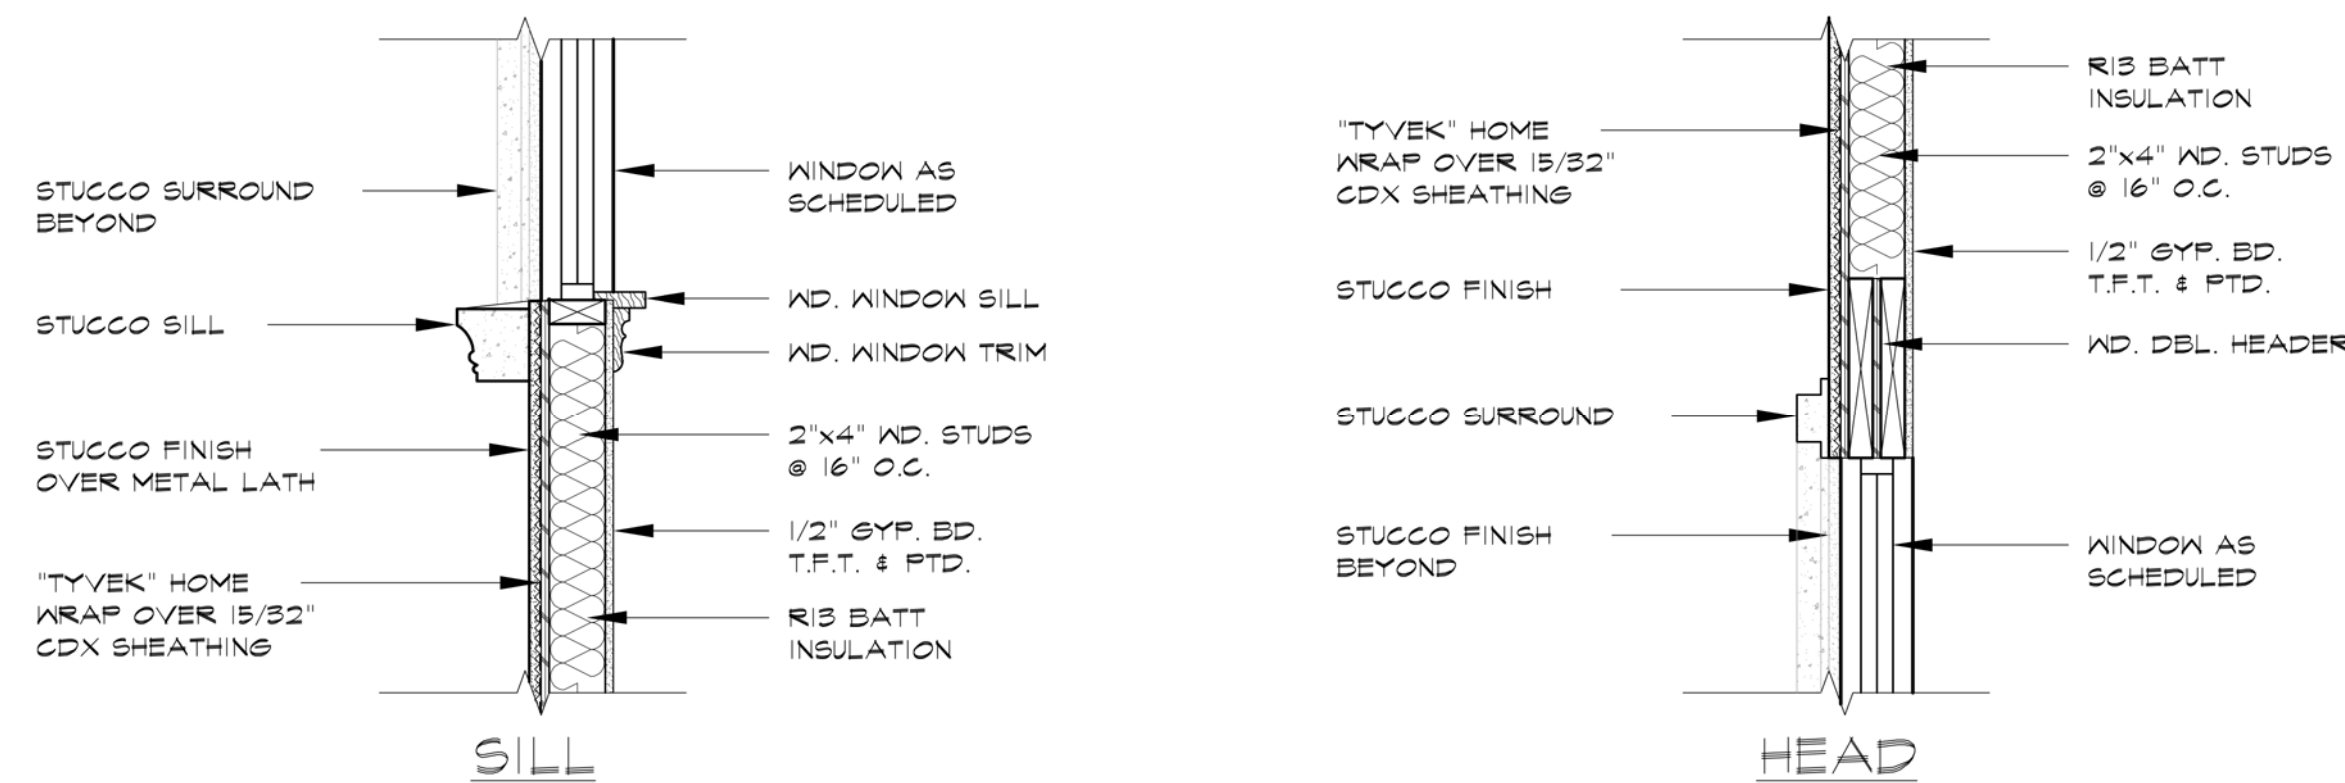 STUCCO SURROUND
BEYOND
STUCCO SILL
STUCCO FINISH
OVER METAL LATH
"TYVEK" HOME
WRAP OVER 15/32"
CDX SHEATHING
WINDOW AS
SCHEDULED
WD. WINDOW SILL
WD. WINDOW TRIM
2"x4" WD. STUDS
@ 16" O.C.
1/2" GYP. BD.
T.F.T. & PTD.
R13 BATT
INSULATION
SILL
"TYVEK" HOME
WRAP OVER 15/32"
CDX SHEATHING
STUCCO FINISH
STUCCO SURROUND
STUCCO FINISH
BEYOND
R13 BATT
INSULATION
2"x4" WD. STUDS
@ 16" O.C.
1/2" GYP. BD.
T.F.T. & PTD.
WD. DBL. HEADER
WINDOW AS
SCHEDULED
HEAD